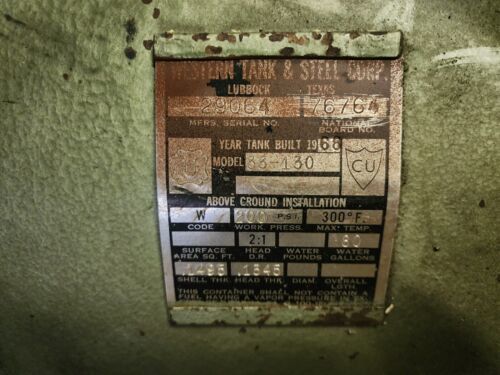 WESTERN TANK & STEEL CORP.
LUBBOCK TEXAS
29064 76764
MFRS. SERIAL NO. NATIONAL BOARD NO.
YEAR TANK BUILT 1966
U
MODEL 33-130
CU
ABOVE GROUND INSTALLATION
W 200 P.S.I. 300°F.
CODE WORK. PRESS. MAX. TEMP.
2:1
SURFACE AREA SQ. FT. HEAD D.R. WATER POUNDS WATER GALLONS
.1495 .1545
SHELL THK. HEAD THK. DIAM. OVERALL LGTH.
THIS CONTAINER SHALL NOT CONTAIN A
FUEL HAVING A VAPOR PRESSURE IN EX